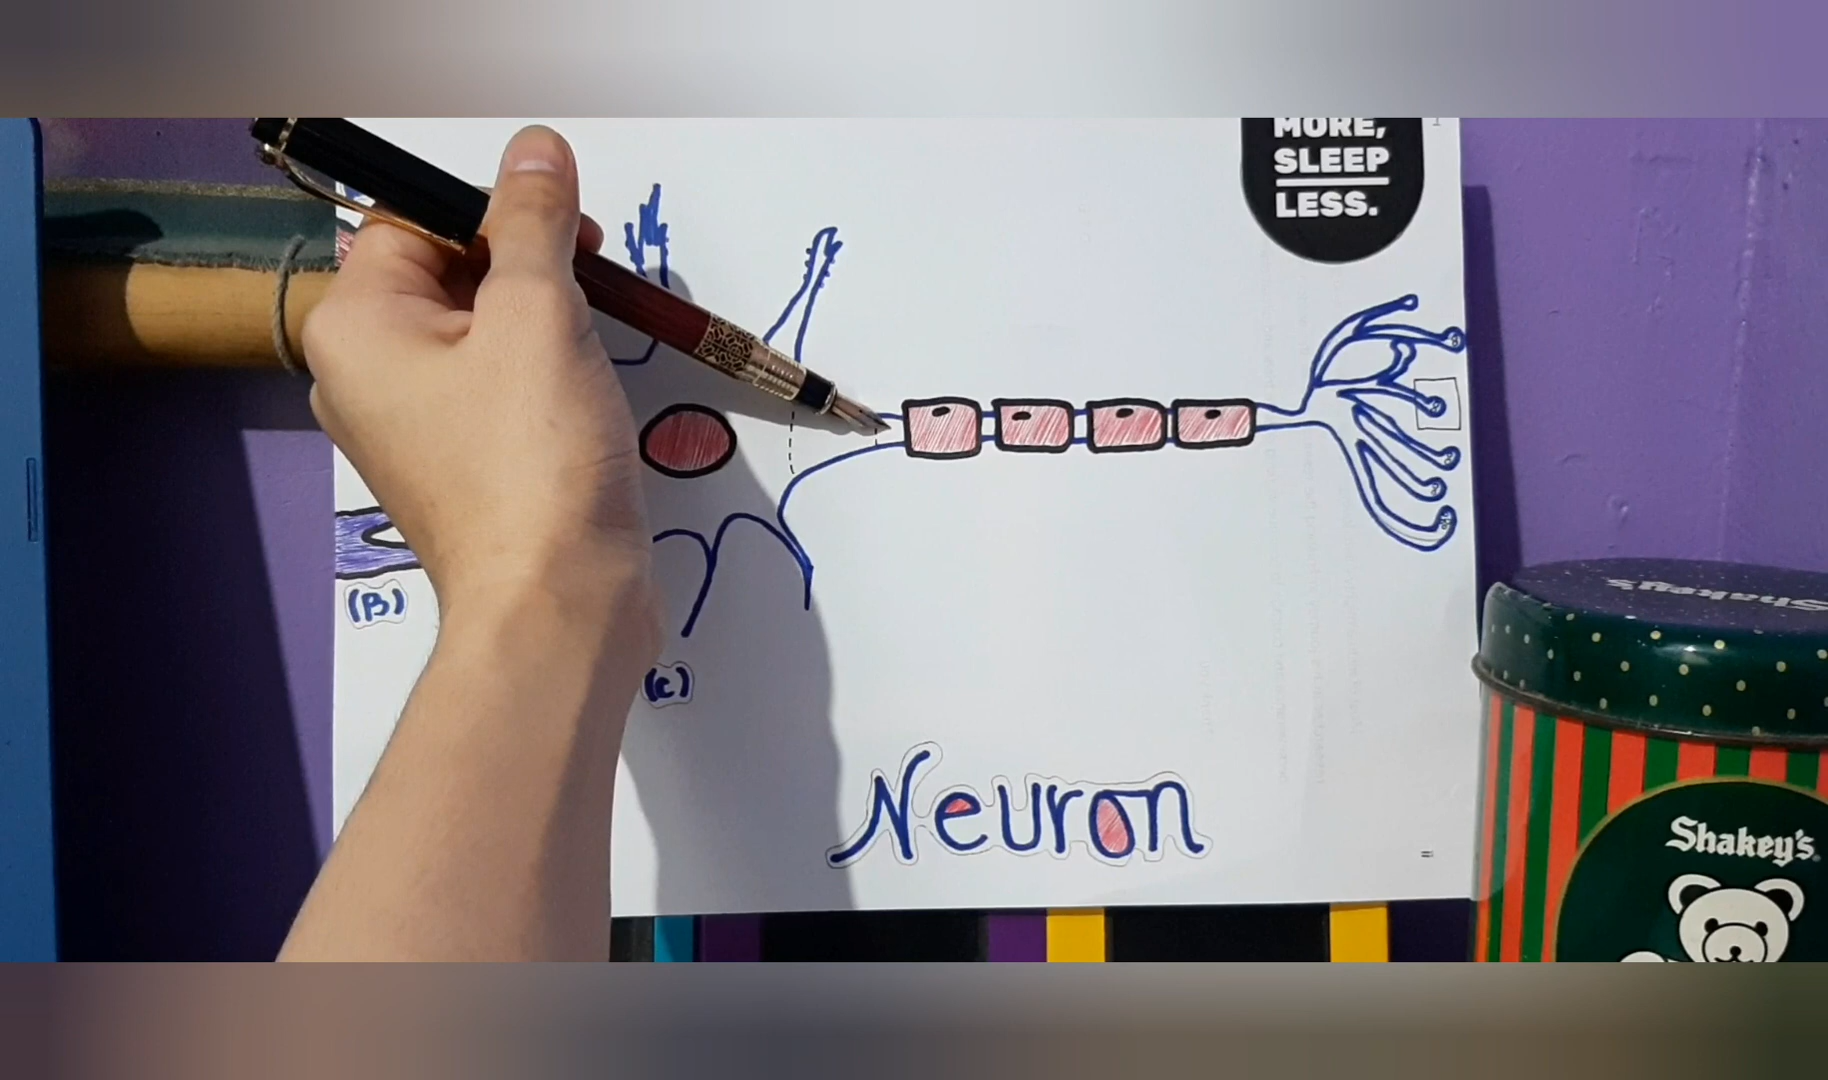 MORE,
SLEEP
LESS.
(B)
(C)
Neuron
Shakey's
Shakey's